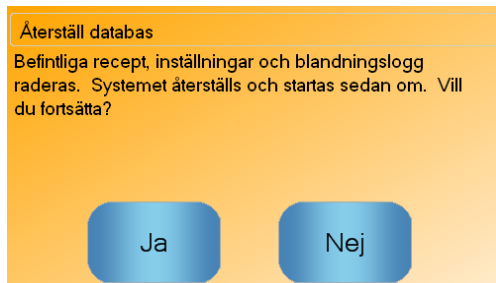 Återställ databas
Befintliga recept, inställningar och blandningslogg
raderas.  Systemet återställs och startas sedan om.  Vill
du fortsätta?
Ja
Nej